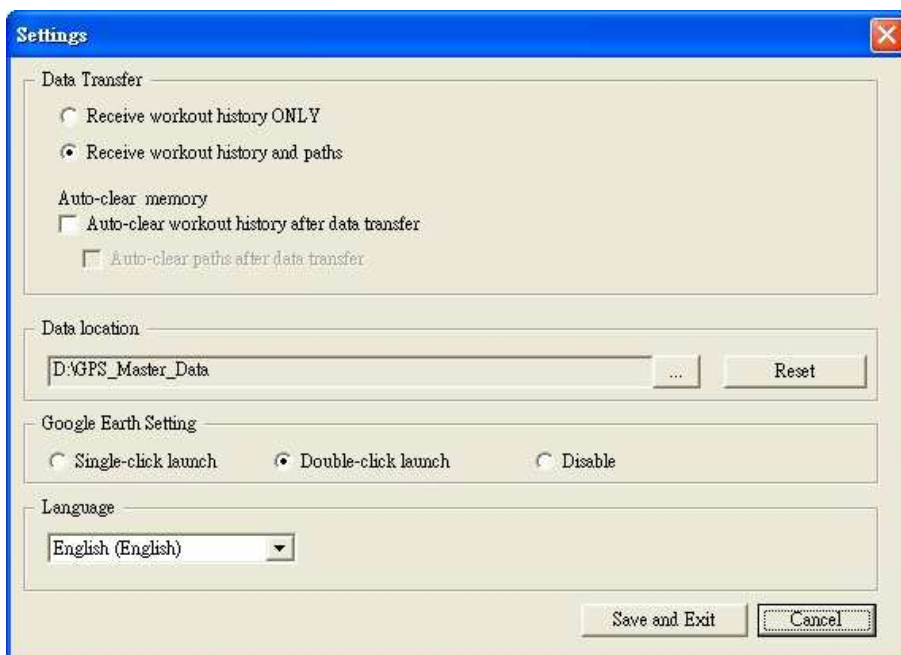 Settings
Data Transfer
Receive workout history ONLY
Receive workout history and paths
Auto-clear memory
Auto-clear workout history after data transfer
Auto-clear paths after data transfer
Data location
D:\GPS_Master_Data
...
Reset
Google Earth Setting
Single-click launch
Double-click launch
Disable
Language
English (English)
Save and Exit
Cancel